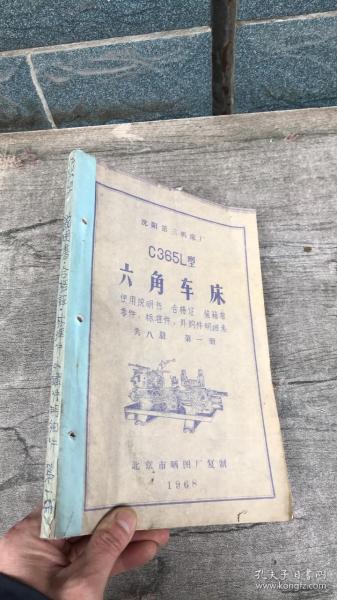 沈阳第三机床厂
C365L型
六角车床
使用说明书 合格证 装箱单
零件、标准件、外购件明细表
共八册 第一册
北京市晒图厂复制
1968
孔夫子旧书网
kongfz.com